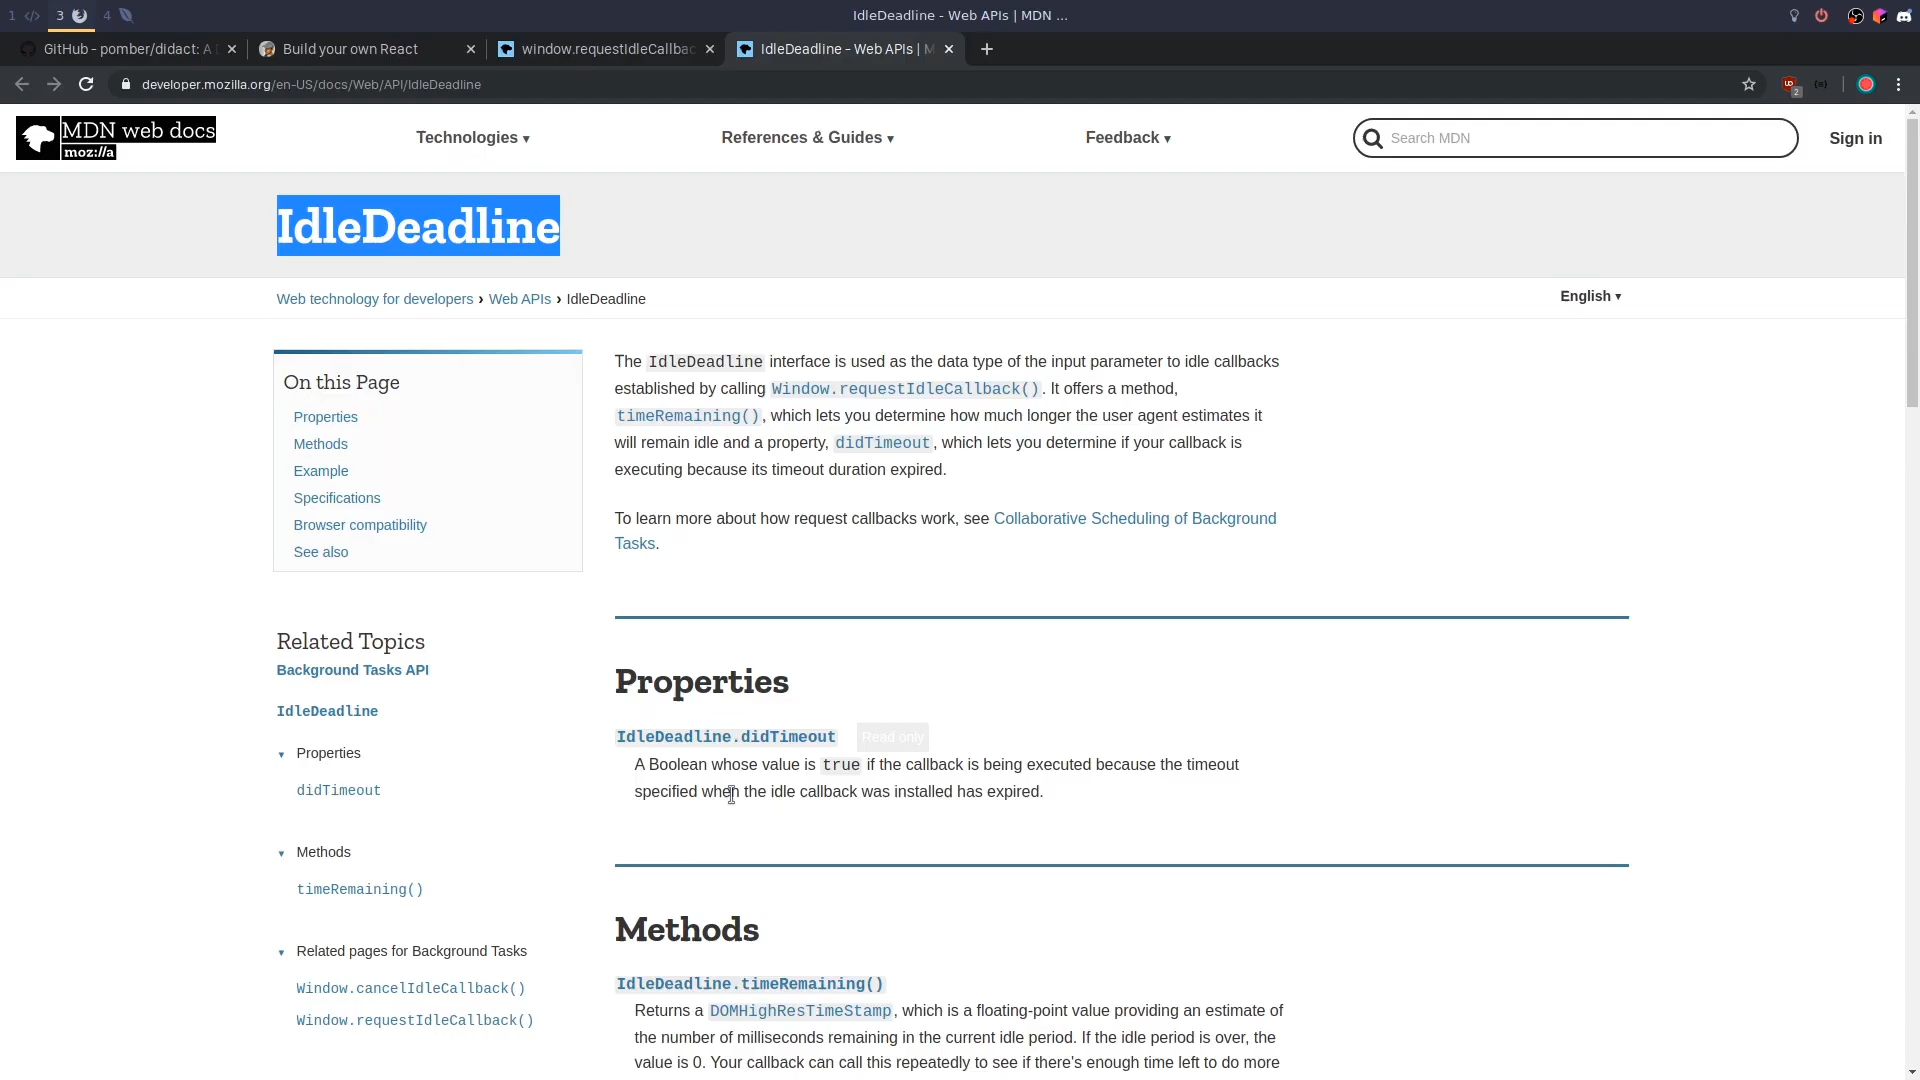 1 3 4 IdleDeadline - Web APIs | MDN ...
GitHub - pomber/didact: A Build your own React window.requestIdleCallbac IdleDeadline - Web APIs | M
developer.mozilla.org/en-US/docs/Web/API/IdleDeadline 2
MDN web docs
moz://a
Technologies ▾ References & Guides ▾ Feedback ▾ Search MDN Sign in
IdleDeadline
Web technology for developers › Web APIs › IdleDeadline English ▾
On this Page
Properties
Methods
Example
Specifications
Browser compatibility
See also
Related Topics
Background Tasks API
IdleDeadline
Properties
didTimeout
Methods
timeRemaining()
Related pages for Background Tasks
Window.cancelIdleCallback()
Window.requestIdleCallback()
The IdleDeadline interface is used as the data type of the input parameter to idle callbacks
established by calling Window.requestIdleCallback(). It offers a method,
timeRemaining(), which lets you determine how much longer the user agent estimates it
will remain idle and a property, didTimeout, which lets you determine if your callback is
executing because its timeout duration expired.
To learn more about how request callbacks work, see Collaborative Scheduling of Background
Tasks.
Properties
IdleDeadline.didTimeout Read only
A Boolean whose value is true if the callback is being executed because the timeout
specified when the idle callback was installed has expired.
Methods
IdleDeadline.timeRemaining()
Returns a DOMHighResTimeStamp, which is a floating-point value providing an estimate of
the number of milliseconds remaining in the current idle period. If the idle period is over, the
value is 0. Your callback can call this repeatedly to see if there's enough time left to do more